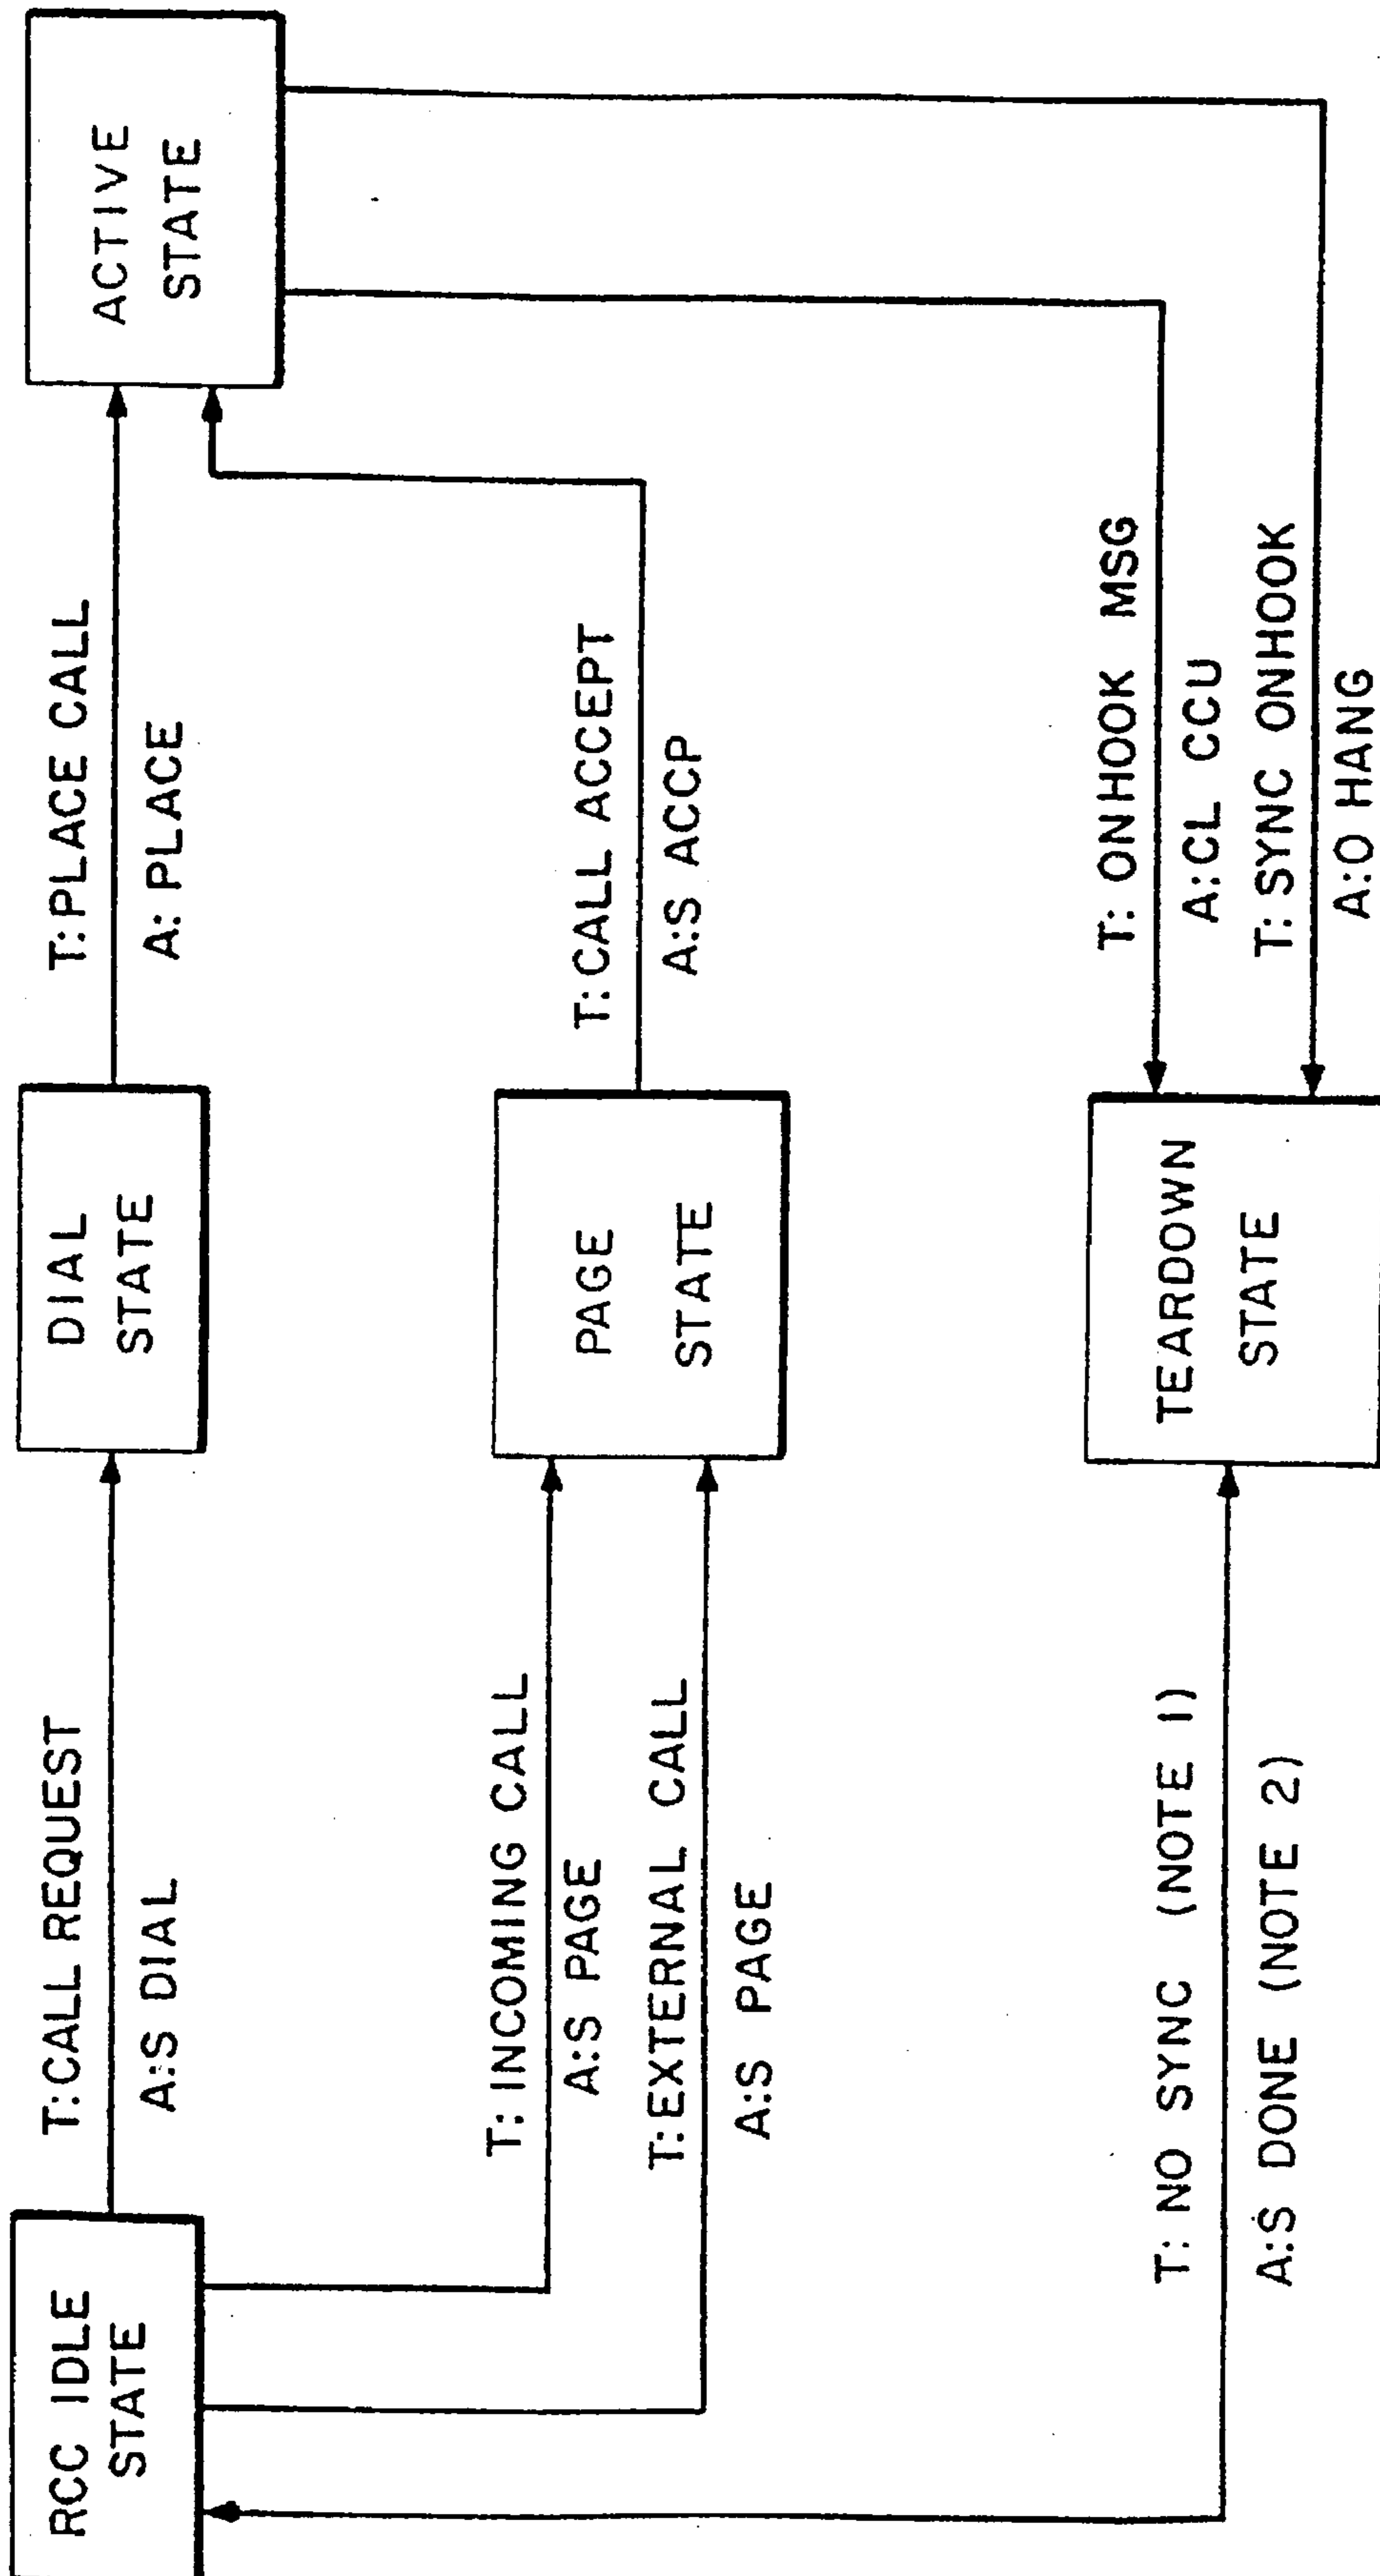 RCC IDLE
STATE
T:CALL REQUEST
A:S DIAL
DIAL
STATE
T:PLACE CALL
A: PLACE
ACTIVE
STATE
T: INCOMING CALL
A:S PAGE
T:EXTERNAL CALL
A:S PAGE
PAGE
STATE
T:CALL ACCEPT
A:S ACCP
T: NO SYNC (NOTE 1)
A:S DONE (NOTE 2)
TEARDOWN
STATE
T: ONHOOK MSG
A:CL CCU
T: SYNC ONHOOK
A:O HANG